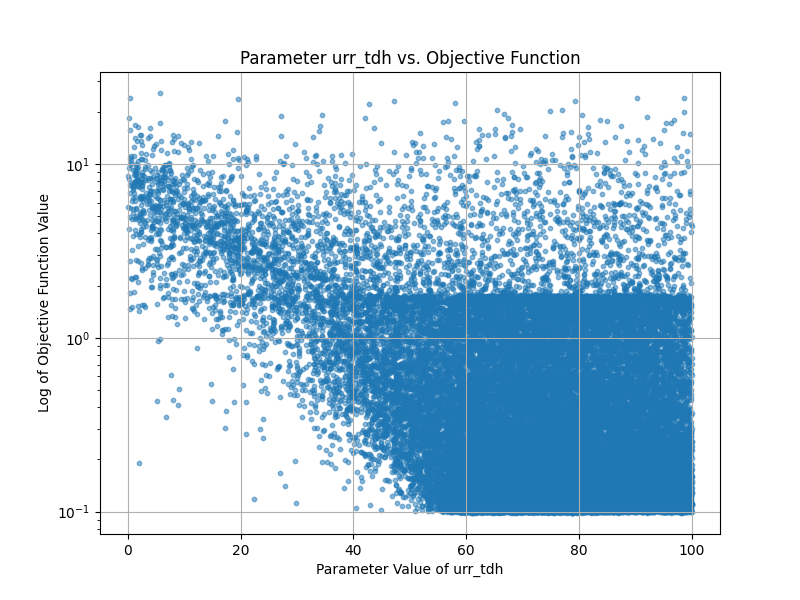 Parameter urr_tdh vs. Objective Function
Log of Objective Function Value
10¹
10⁰
10⁻¹
0 20 40 60 80 100
Parameter Value of urr_tdh